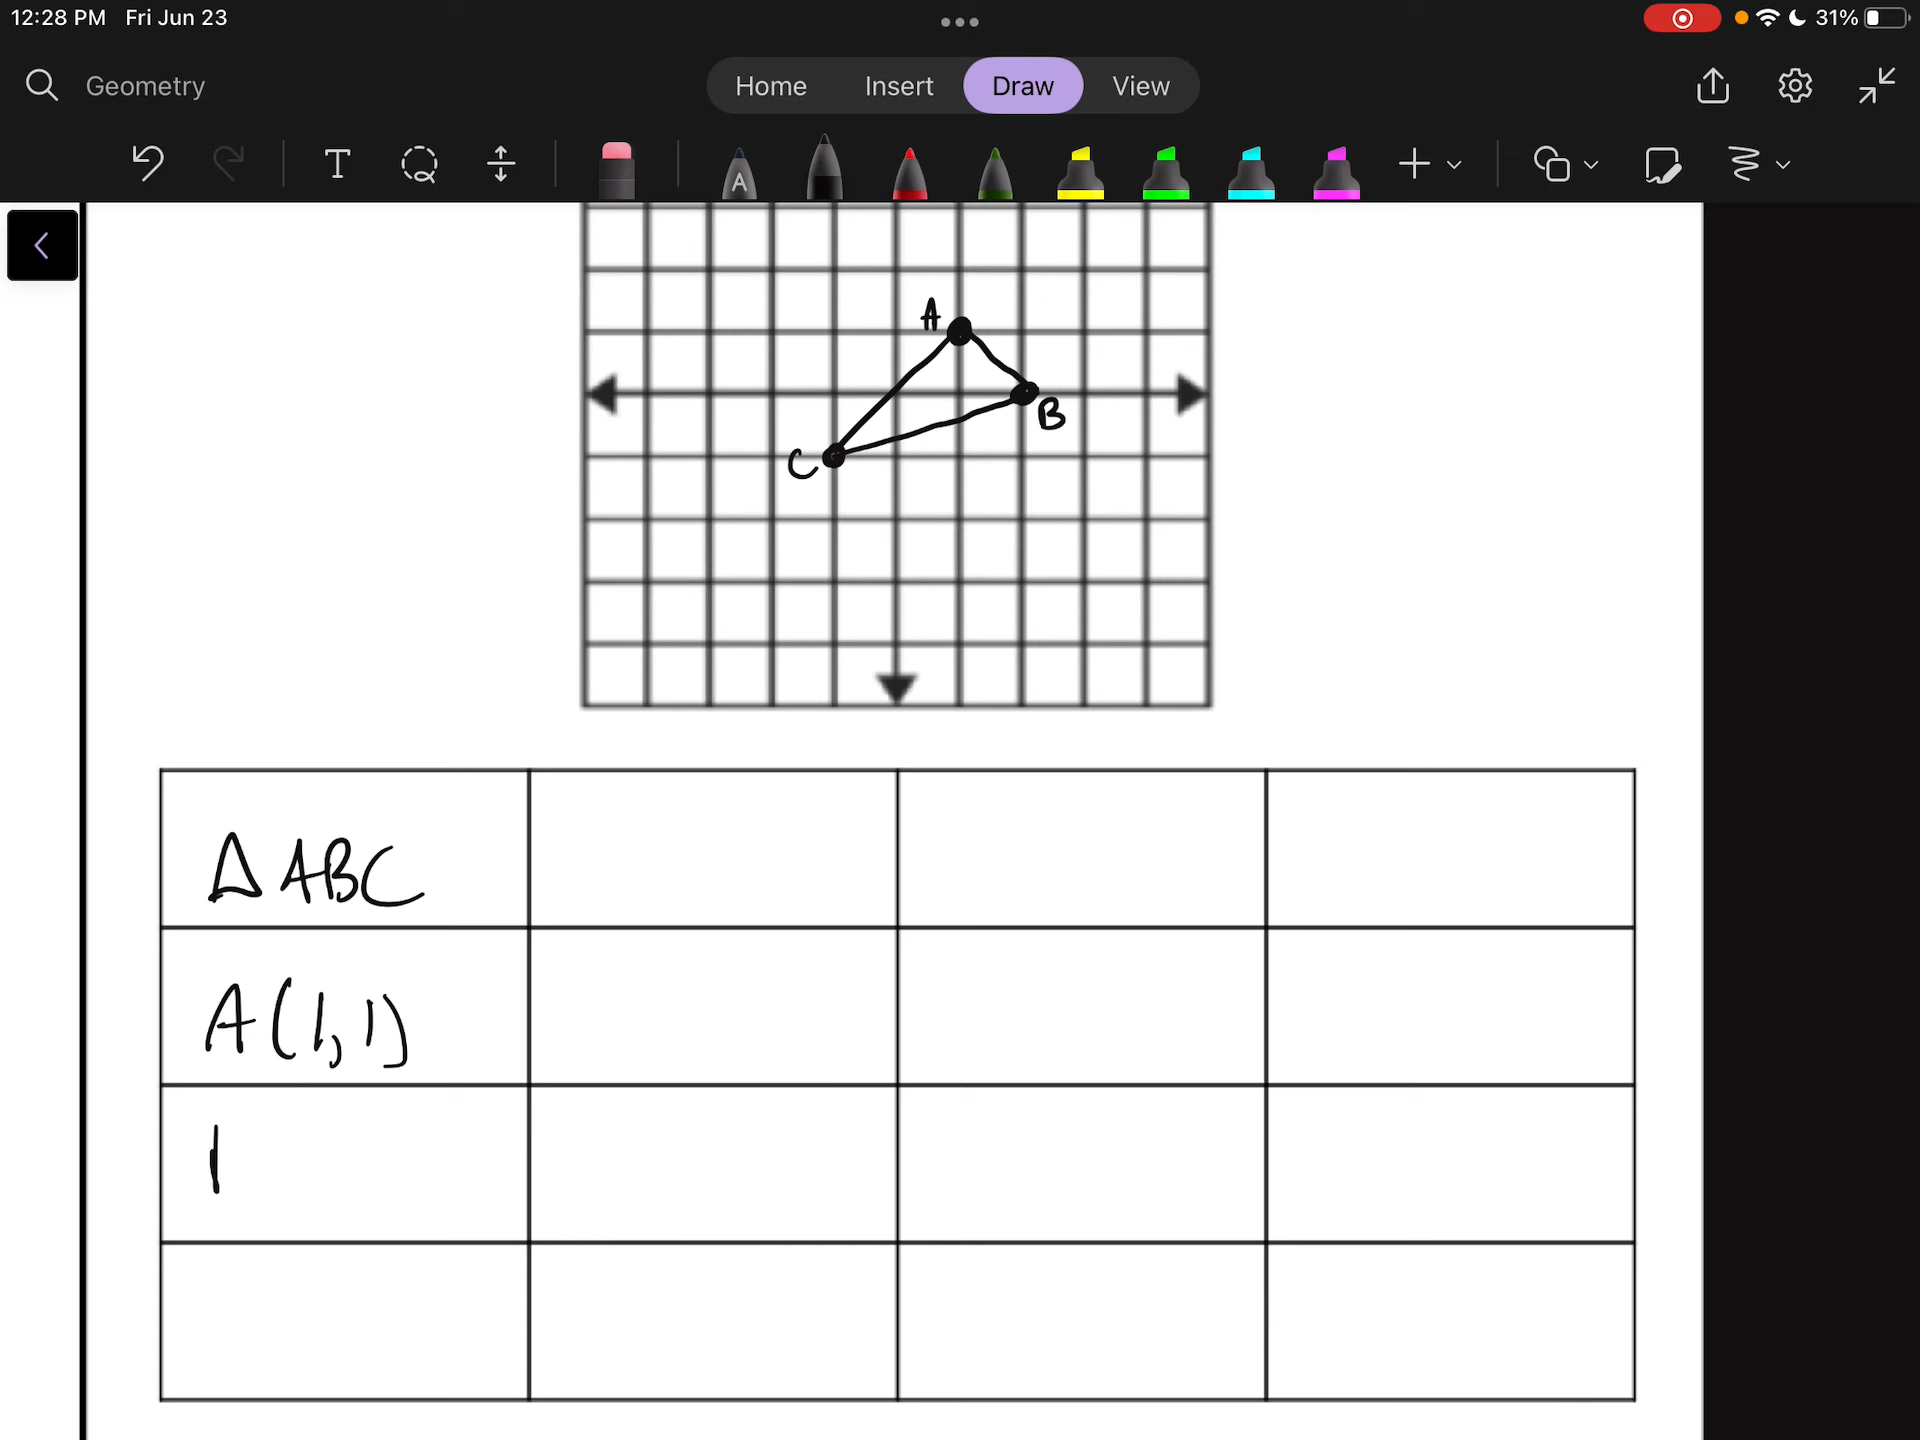 12:28 PM Fri Jun 23
31%
Geometry
Home Insert Draw View
T
A
A
B
C
Δ ABC
A(1,1)